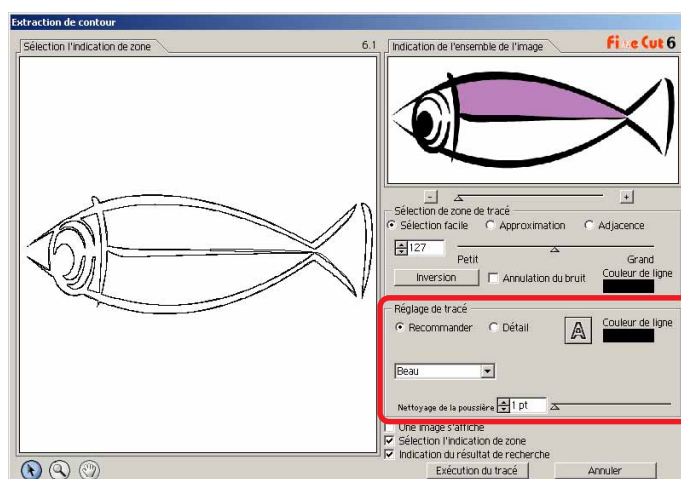 Extraction de contour
Sélection l'indication de zone
6.1
Indication de l'ensemble de l'image
Fine Cut 6
-
+
Sélection de zone de tracé
Sélection facile
Approximation
Adjacence
127
Petit
Grand
Inversion
Annulation du bruit
Couleur de ligne
Réglage de tracé
Recommander
Détail
A
Couleur de ligne
Beau
Nettoyage de la poussière
1 pt
Une image s'affiche
Sélection l'indication de zone
Indication du résultat de recherche
Exécution du tracé
Annuler